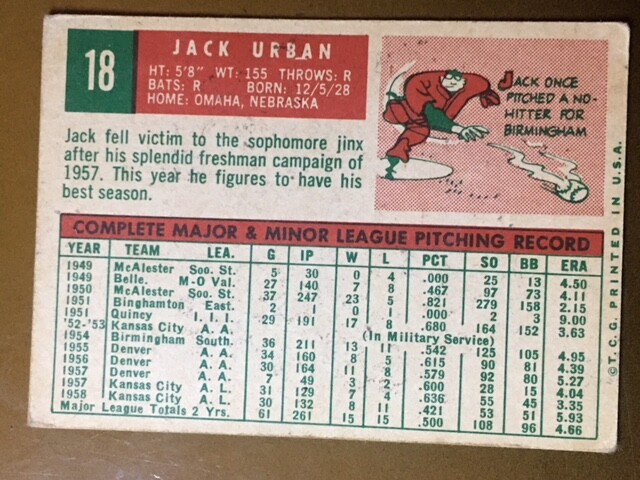 18
JACK URBAN
HT: 5'8" WT: 155 THROWS: R
BATS: R BORN: 12/5/28
HOME: OMAHA, NEBRASKA
Jack fell victim to the sophomore jinx
after his splendid freshman campaign of
1957. This year he figures to have his
best season.
JACK ONCE
PITCHED A NO-
HITTER FOR
BIRMINGHAM
COMPLETE MAJOR & MINOR LEAGUE PITCHING RECORD
YEAR TEAM LEA. G IP W L PCT SO BB ERA
1949 McAlester Soo. St. 5 30 0 4 .000 25 13 4.50
1949 Belle. M-O Val. 27 140 7 8 .467 97 73 4.11
1950 McAlester Soo. St. 37 247 23 5 .821 279 158 2.15
1951 Binghamton East. 2 1 0 1 .000 2 3 9.00
1951 Quincy I. I. I. 29 191 17 8 .680 164 152 3.63
'52-'53 Kansas City A. A. (In Military Service)
1954 Birmingham South. 36 211 13 11 .542 125 105 4.95
1955 Denver A. A. 34 160 8 5 .615 90 81 4.39
1956 Denver A. A. 30 164 11 8 .579 92 80 5.27
1957 Denver A. A. 7 49 3 2 .600 28 15 4.04
1957 Kansas City A. L. 31 129 7 4 .636 55 45 3.35
1958 Kansas City A. L. 30 132 8 11 .421 53 51 5.93
Major League Totals 2 Yrs. 61 261 15 15 .500 108 96 4.66
©T.C.G. PRINTED IN U.S.A.